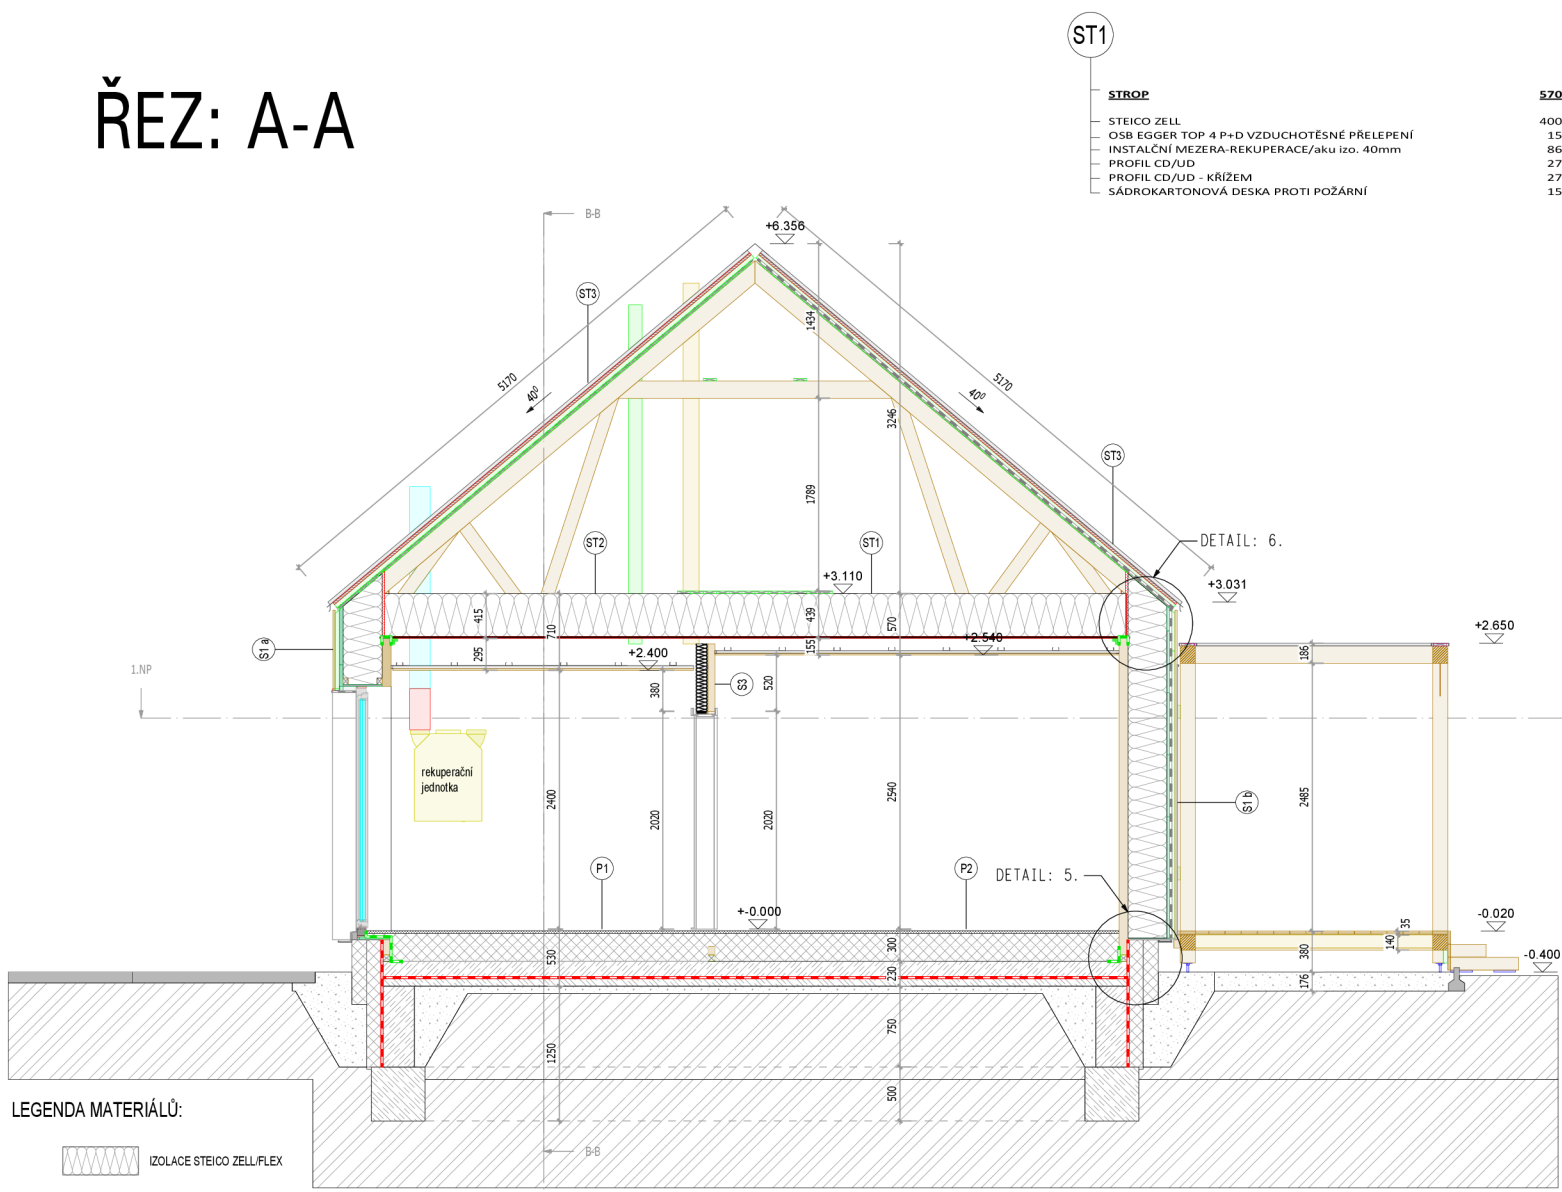 ST1
ŘEZ: A-A
STROP 570
STEICO ZELL 400
OSB EGGER TOP 4 P+D VZDUCHOTĚSNÉ PŘELEPENÍ 15
INSTALČNÍ MEZERA-REKUPERACE/aku izo. 40mm 86
PROFIL CD/UD 27
PROFIL CD/UD - KŘÍŽEM 27
SÁDROKARTONOVÁ DESKA PROTI POŽÁRNÍ 15
B-B
+6.356
ST3
1434
5170
40⁰
5170
40⁰
3246
ST3
1789
ST2
ST1
DETAIL: 6.
+3.110
+3.031
415
710
439
570
+2.650
S1 a
295
+2.400
155
+2.540
186
1.NP
380
S3
520
rekuperační
jednotka
2400
2020
2020
2540
2485
S1 b
P1
P2
DETAIL: 5.
+-0.000
-0.020
35
140
530
300
380
-0.400
230
176
1250
750
500
LEGENDA MATERIÁLŮ:
IZOLACE STEICO ZELL/FLEX
B-B